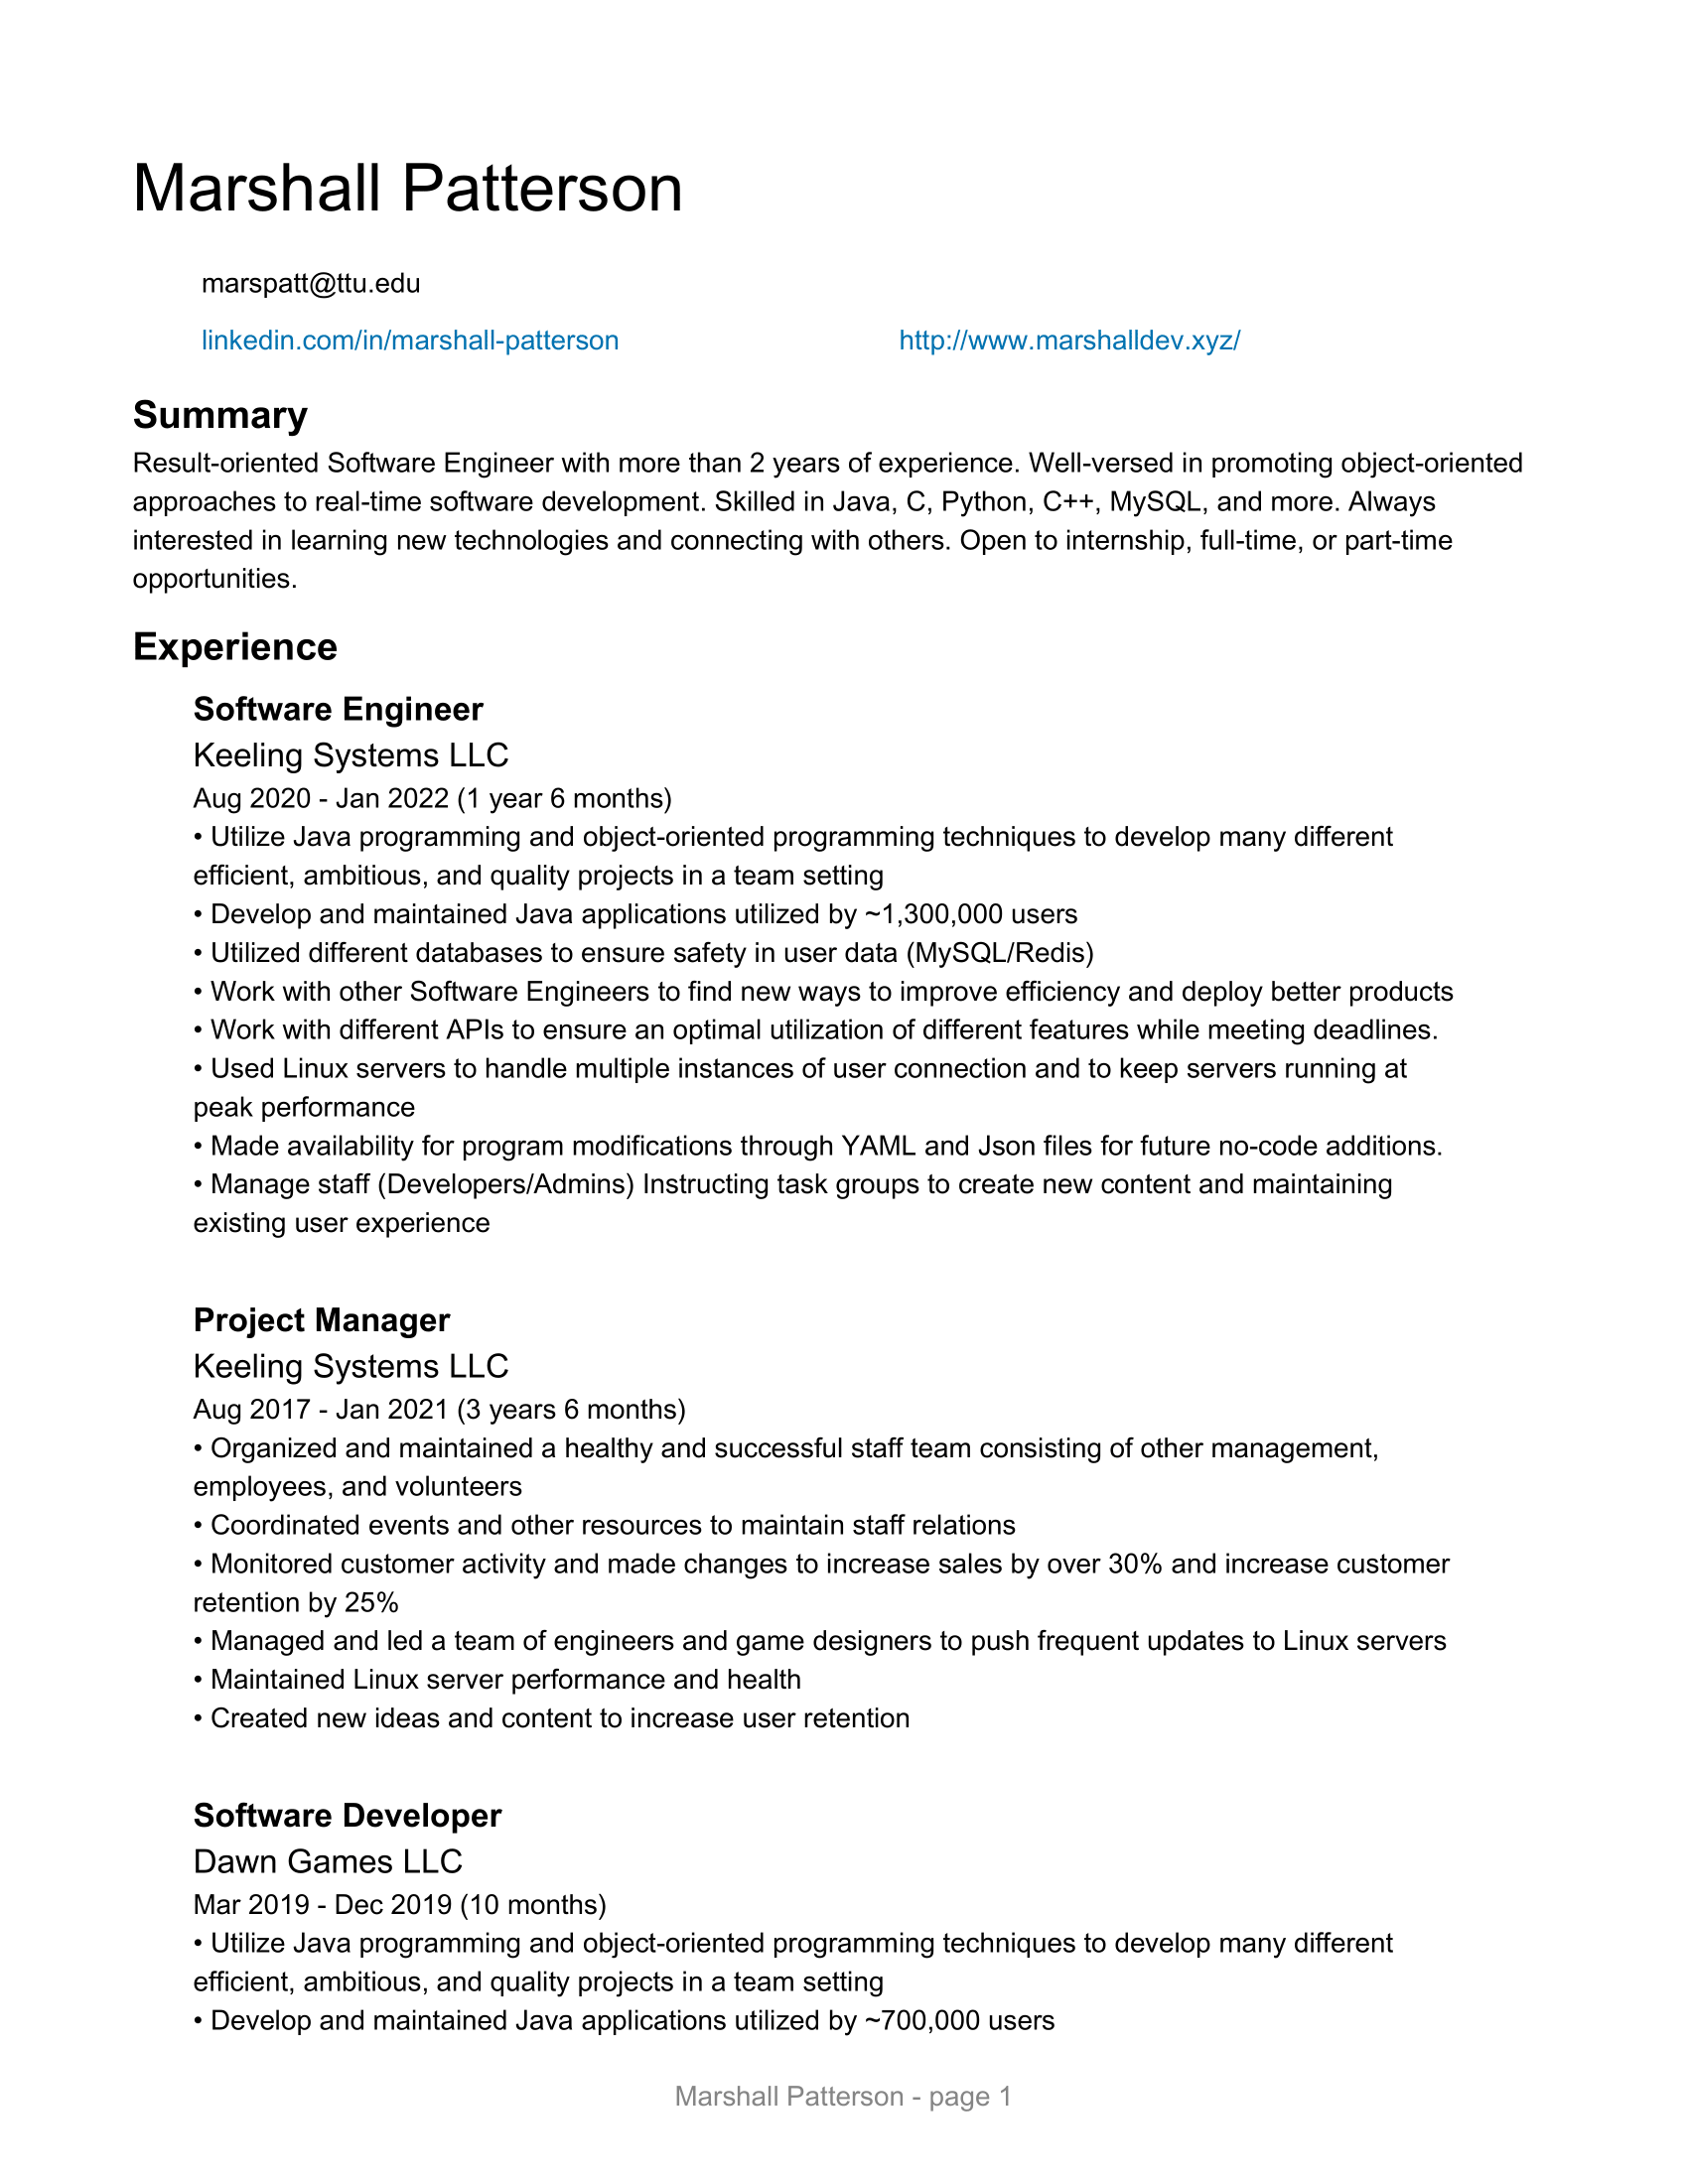 Marshall Patterson
marspatt@ttu.edu
linkedin.com/in/marshall-patterson http://www.marshalldev.xyz/
Summary
Result-oriented Software Engineer with more than 2 years of experience. Well-versed in promoting object-oriented
approaches to real-time software development. Skilled in Java, C, Python, C++, MySQL, and more. Always
interested in learning new technologies and connecting with others. Open to internship, full-time, or part-time
opportunities.
Experience
Software Engineer
Keeling Systems LLC
Aug 2020 - Jan 2022 (1 year 6 months)
• Utilize Java programming and object-oriented programming techniques to develop many different
efficient, ambitious, and quality projects in a team setting
• Develop and maintained Java applications utilized by ~1,300,000 users
• Utilized different databases to ensure safety in user data (MySQL/Redis)
• Work with other Software Engineers to find new ways to improve efficiency and deploy better products
• Work with different APIs to ensure an optimal utilization of different features while meeting deadlines.
• Used Linux servers to handle multiple instances of user connection and to keep servers running at
peak performance
• Made availability for program modifications through YAML and Json files for future no-code additions.
• Manage staff (Developers/Admins) Instructing task groups to create new content and maintaining
existing user experience
Project Manager
Keeling Systems LLC
Aug 2017 - Jan 2021 (3 years 6 months)
• Organized and maintained a healthy and successful staff team consisting of other management,
employees, and volunteers
• Coordinated events and other resources to maintain staff relations
• Monitored customer activity and made changes to increase sales by over 30% and increase customer
retention by 25%
• Managed and led a team of engineers and game designers to push frequent updates to Linux servers
• Maintained Linux server performance and health
• Created new ideas and content to increase user retention
Software Developer
Dawn Games LLC
Mar 2019 - Dec 2019 (10 months)
• Utilize Java programming and object-oriented programming techniques to develop many different
efficient, ambitious, and quality projects in a team setting
• Develop and maintained Java applications utilized by ~700,000 users
Marshall Patterson - page 1